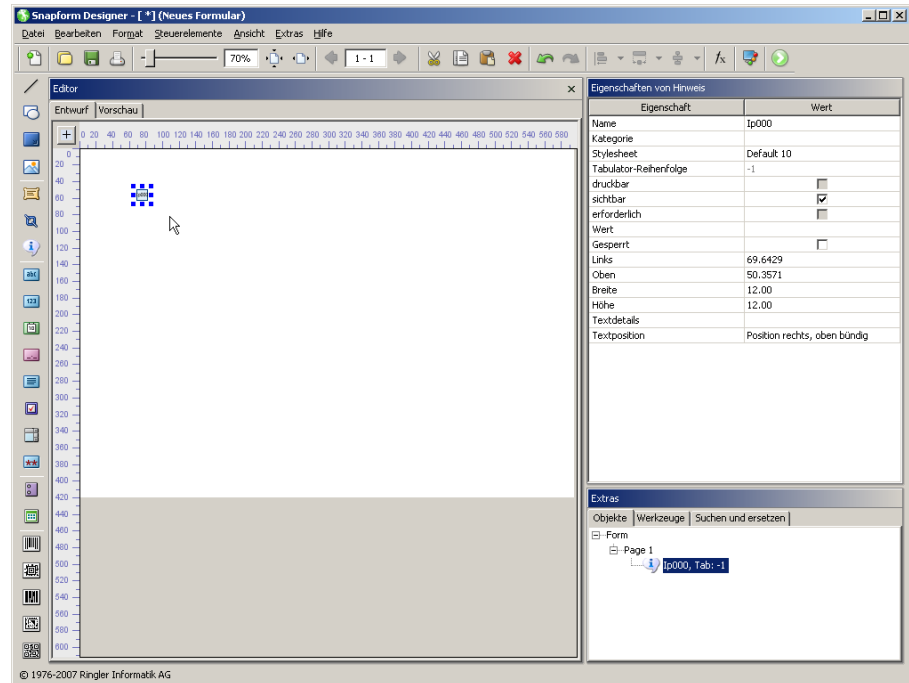 Snapform Designer - [ *] (Neues Formular)
Datei Bearbeiten Format Steuerelemente Ansicht Extras Hilfe
70% 1 - 1
Editor
Entwurf Vorschau
0 20 40 60 80 100 120 140 160 180 200 220 240 260 280 300 320 340 360 380 400 420 440 460 480 500 520 540 560 580
0
20
40
60
80
100
120
140
160
180
200
220
240
260
280
300
320
340
360
380
400
420
440
460
480
500
520
540
560
580
600
Eigenschaften von Hinweis
Eigenschaft Wert
Name Ip000
Kategorie
Stylesheet Default 10
Tabulator-Reihenfolge -1
druckbar
sichtbar
erforderlich
Wert
Gesperrt
Links 69.6429
Oben 50.3571
Breite 12.00
Höhe 12.00
Textdetails
Textposition Position rechts, oben bündig
Extras
Objekte Werkzeuge Suchen und ersetzen
Form
Page 1
Ip000, Tab: -1
© 1976-2007 Ringler Informatik AG